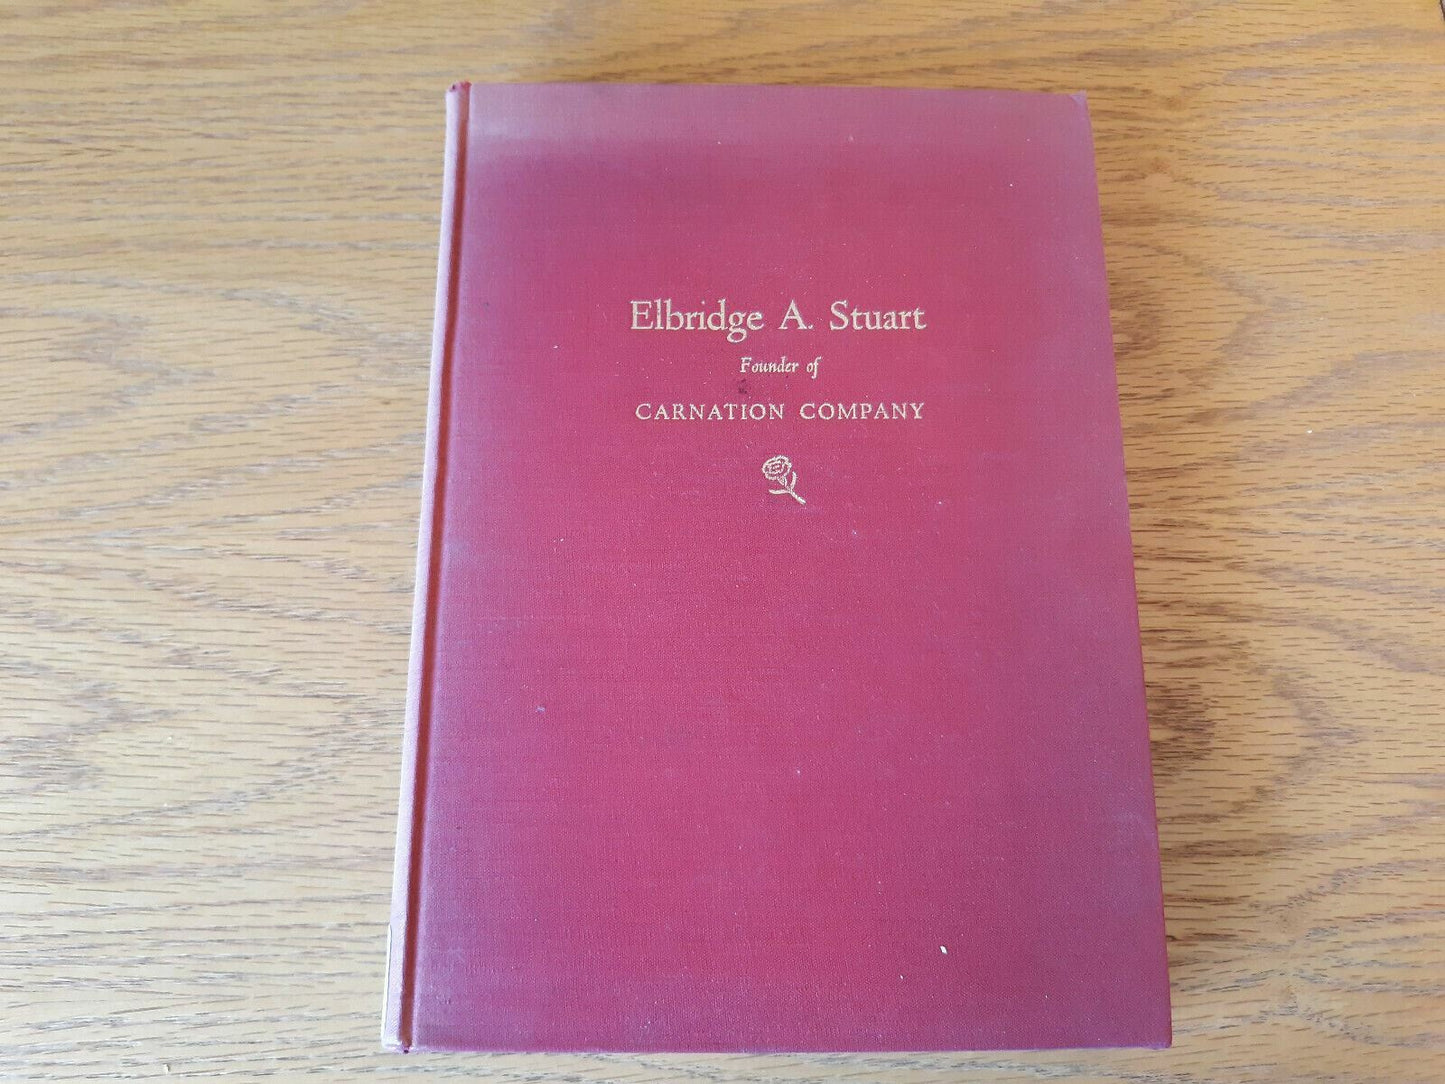 Elbridge A. Stuart
Founder of
CARNATION COMPANY